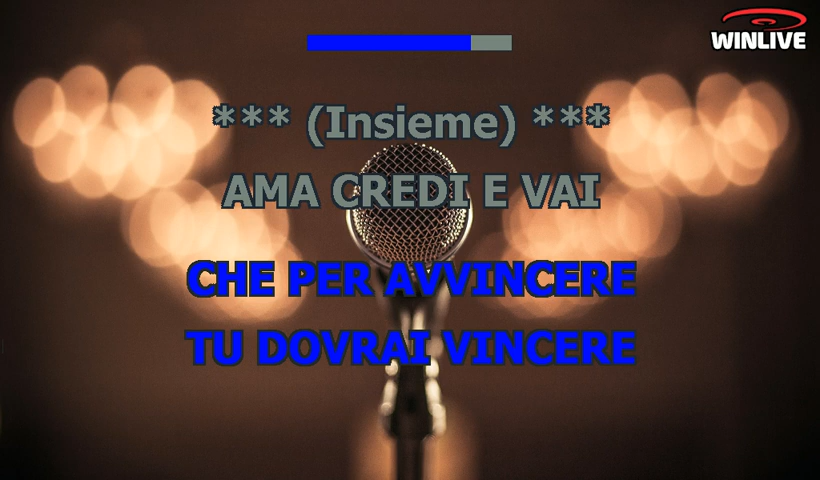 WINLIVE
*** (Insieme) ***
AMA CREDI E VAI
CHE PER AVVINCERE
TU DOVRAI VINCERE